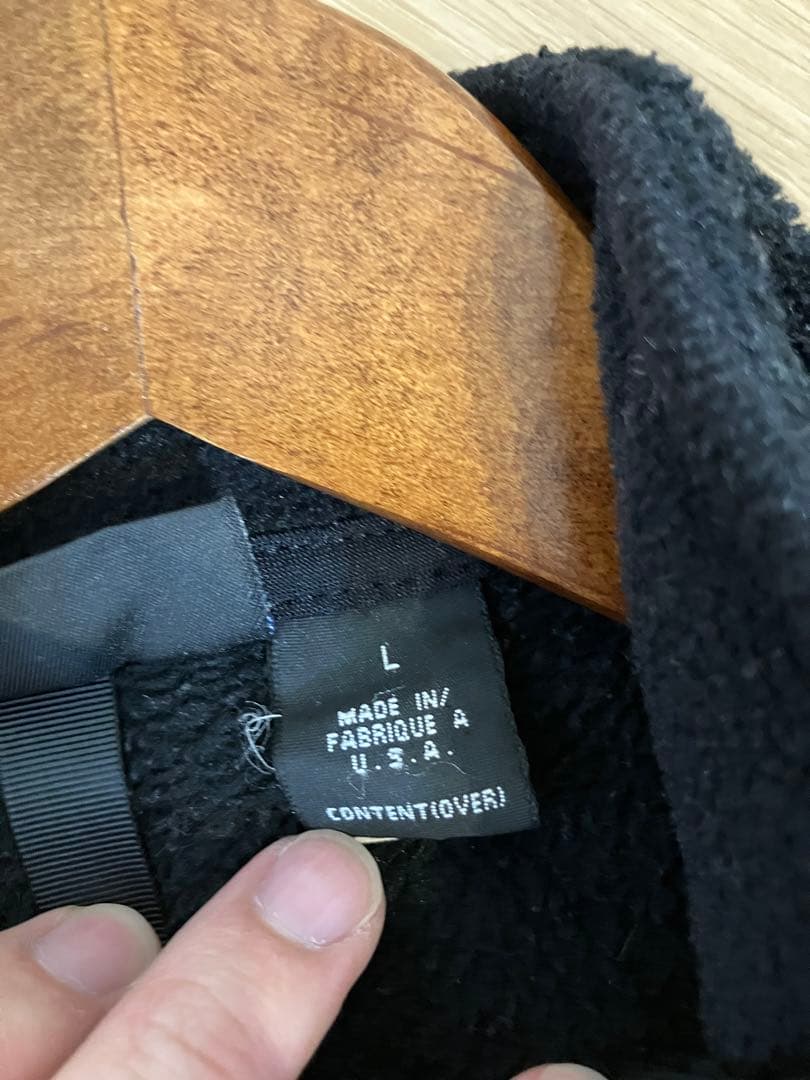 L
MADE IN/
FABRIQUE A
U.S.A.
CONTENT(OVER)